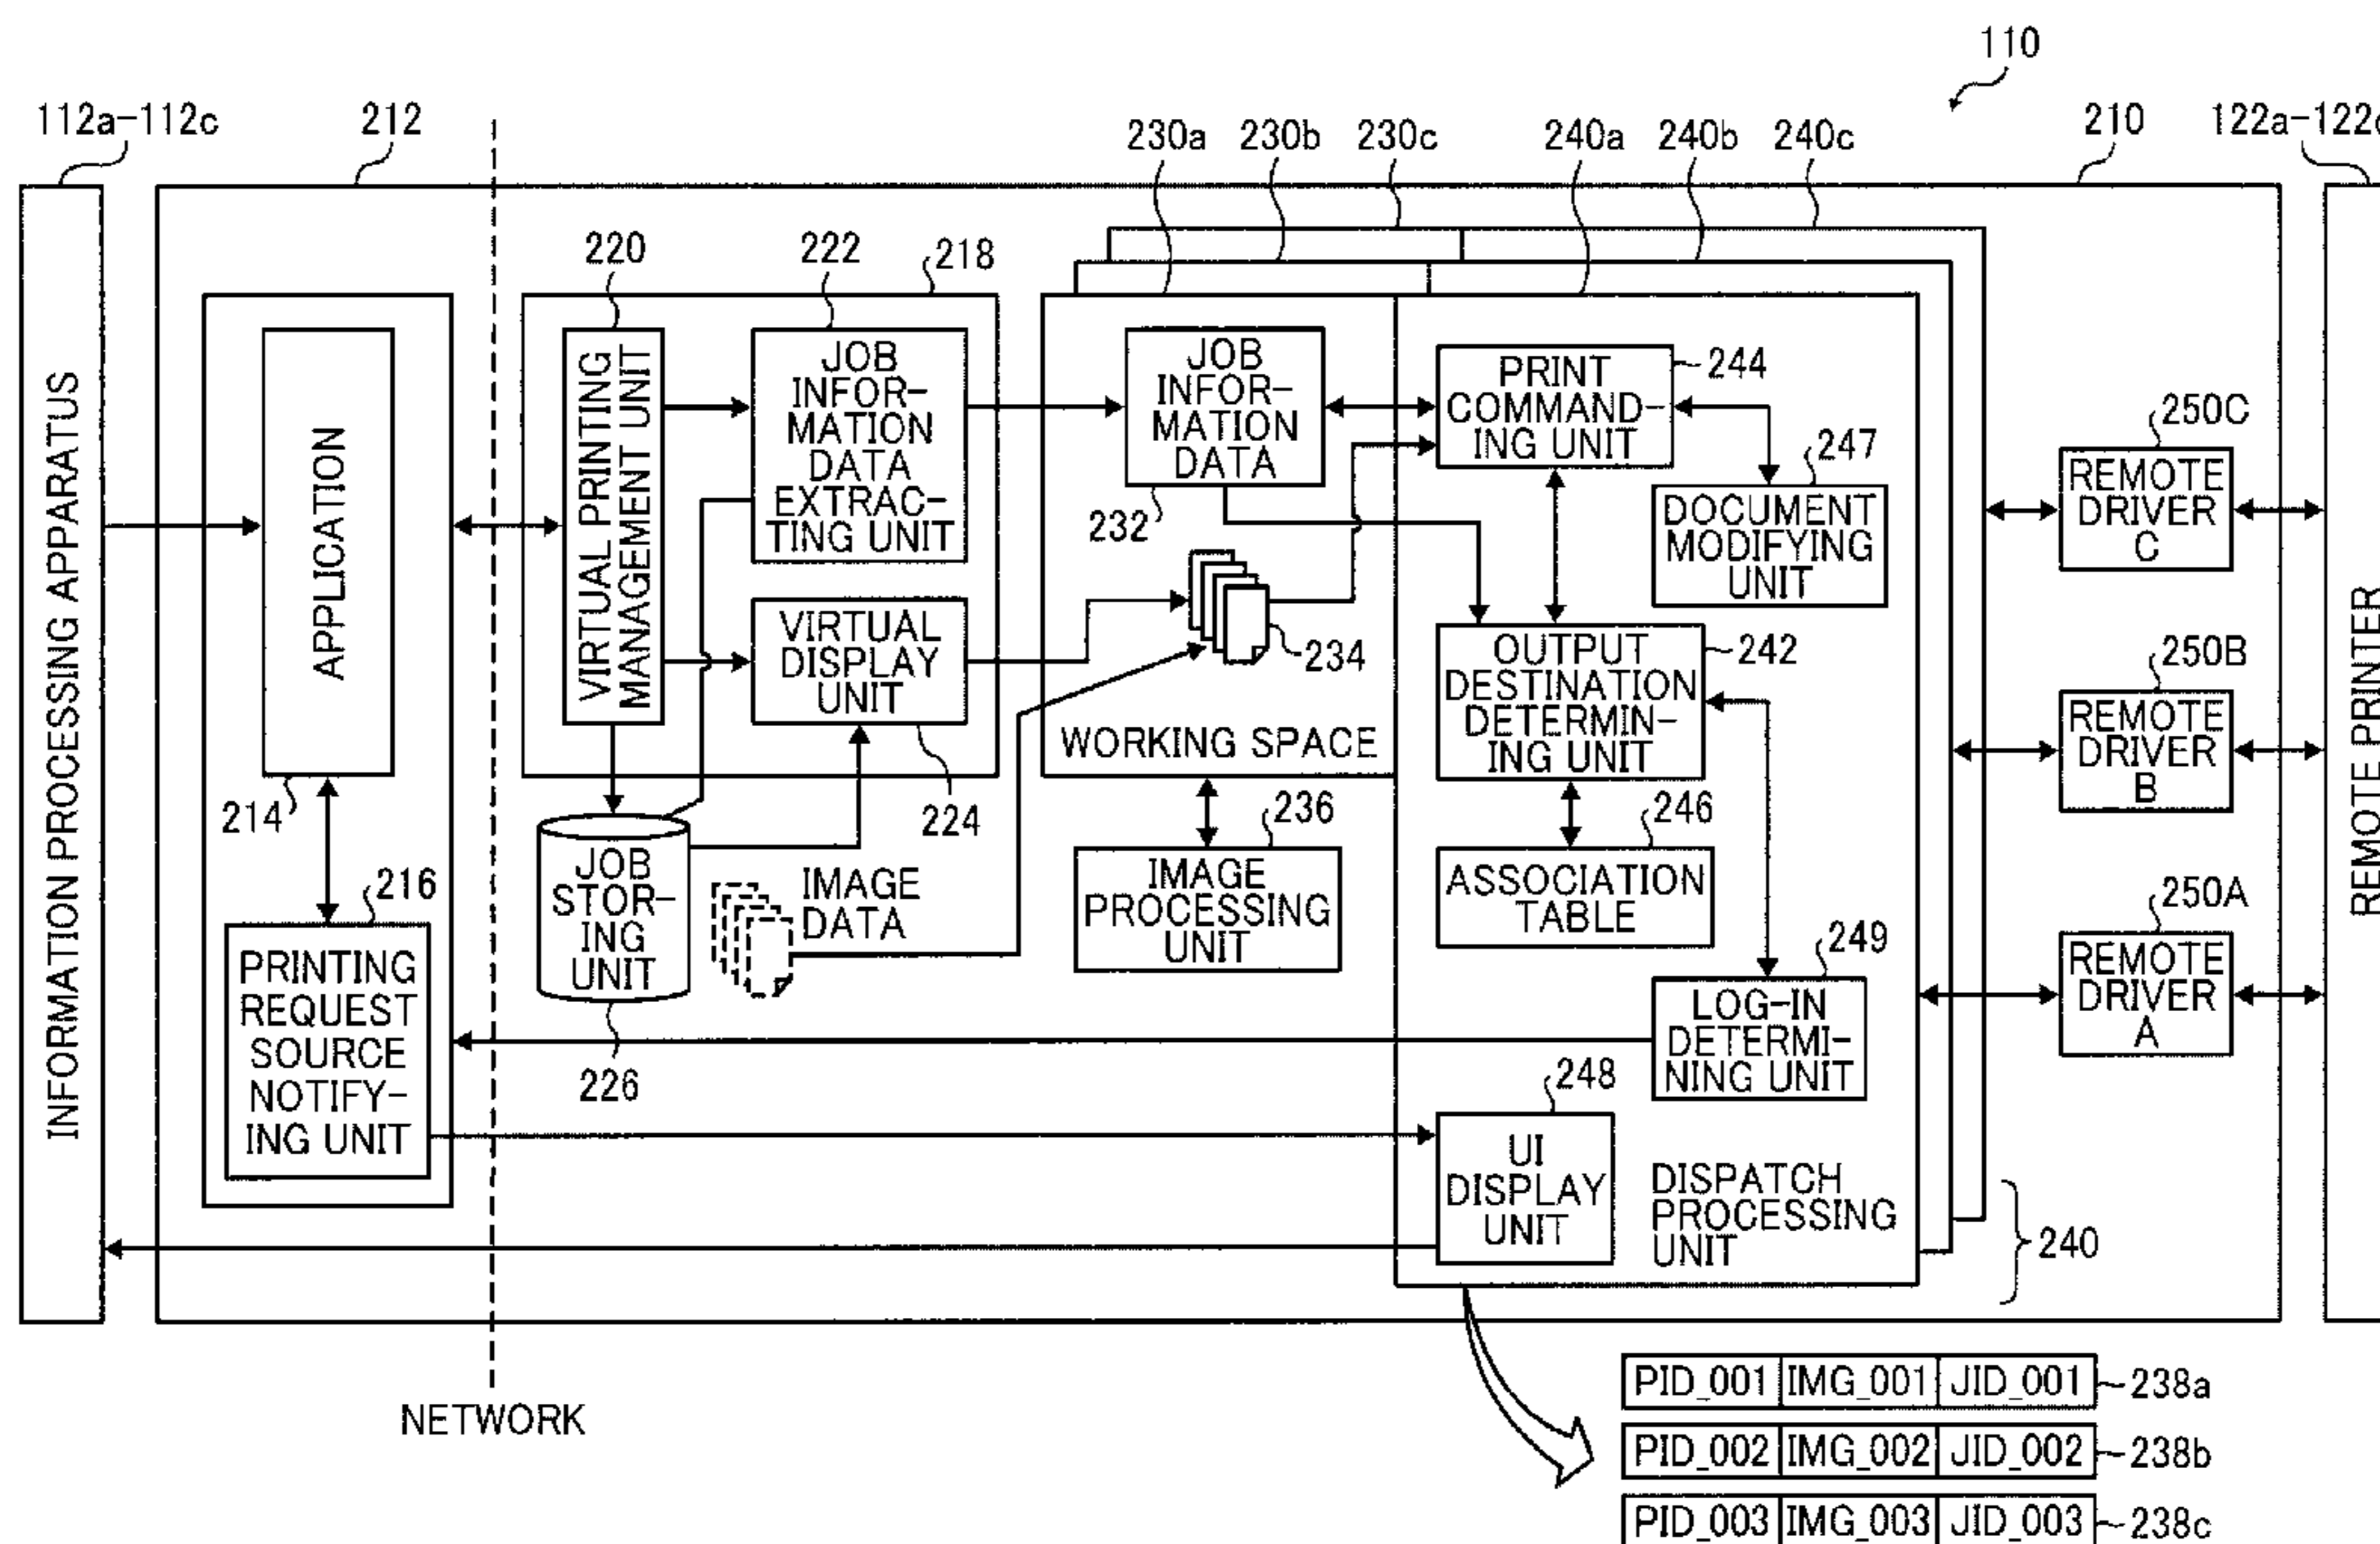 110
112a-112c
212
230a
230b
230c
240a
240b
240c
210
122a-122c
INFORMATION PROCESSING APPARATUS
APPLICATION
214
216
PRINTING
REQUEST
SOURCE
NOTIFY-
ING UNIT
220
222
218
VIRTUAL PRINTING
MANAGEMENT UNIT
JOB
INFOR-
MATION
DATA
EXTRAC-
TING UNIT
VIRTUAL
DISPLAY
UNIT
224
JOB
STOR-
ING
UNIT
226
IMAGE
DATA
JOB
INFOR-
MATION
DATA
232
234
WORKING SPACE
236
IMAGE
PROCESSING
UNIT
PRINT
COMMAND-
ING UNIT
244
247
DOCUMENT
MODIFYING
UNIT
OUTPUT
DESTINATION
DETERMIN-
ING UNIT
242
246
ASSOCIATION
TABLE
249
LOG-IN
DETERMI-
NING UNIT
248
UI
DISPLAY
UNIT
DISPATCH
PROCESSING
UNIT
240
250C
REMOTE
DRIVER
C
250B
REMOTE
DRIVER
B
250A
REMOTE
DRIVER
A
REMOTE PRINTER
NETWORK
PID_001 IMG_001 JID_001 238a
PID_002 IMG_002 JID_002 238b
PID_003 IMG_003 JID_003 238c